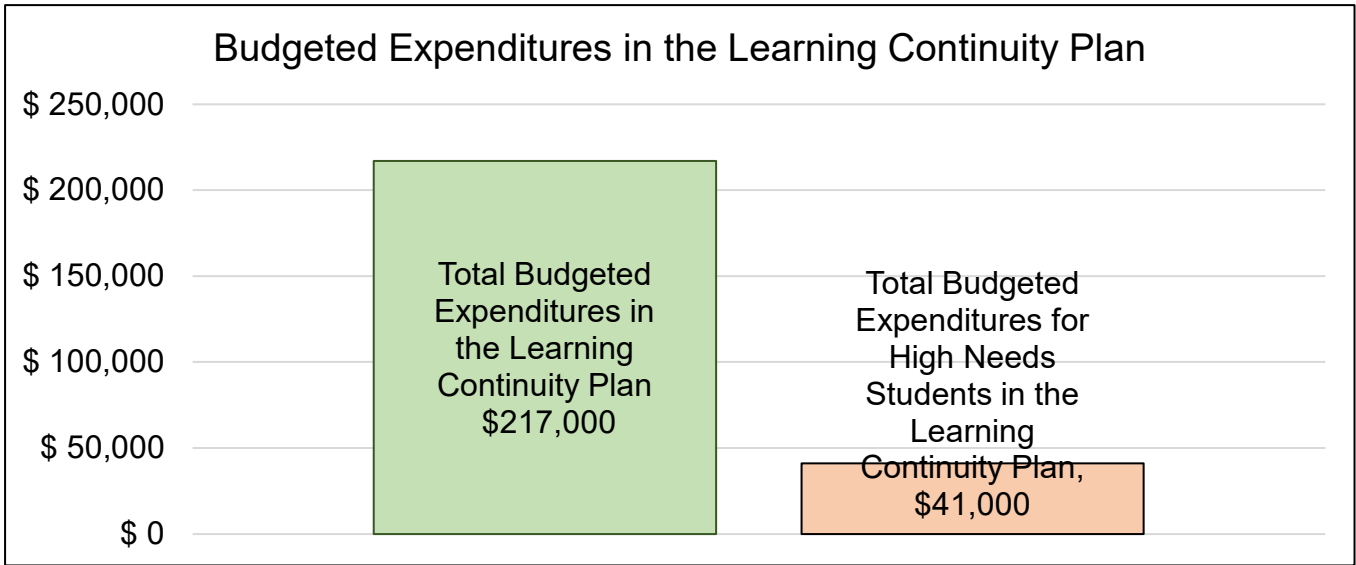 Budgeted Expenditures in the Learning Continuity Plan
$ 250,000
$ 200,000
$ 150,000
$ 100,000
$ 50,000
$ 0
Total Budgeted
Expenditures in
the Learning
Continuity Plan
$217,000
Total Budgeted
Expenditures for
High Needs
Students in the
Learning
Continuity Plan,
$41,000